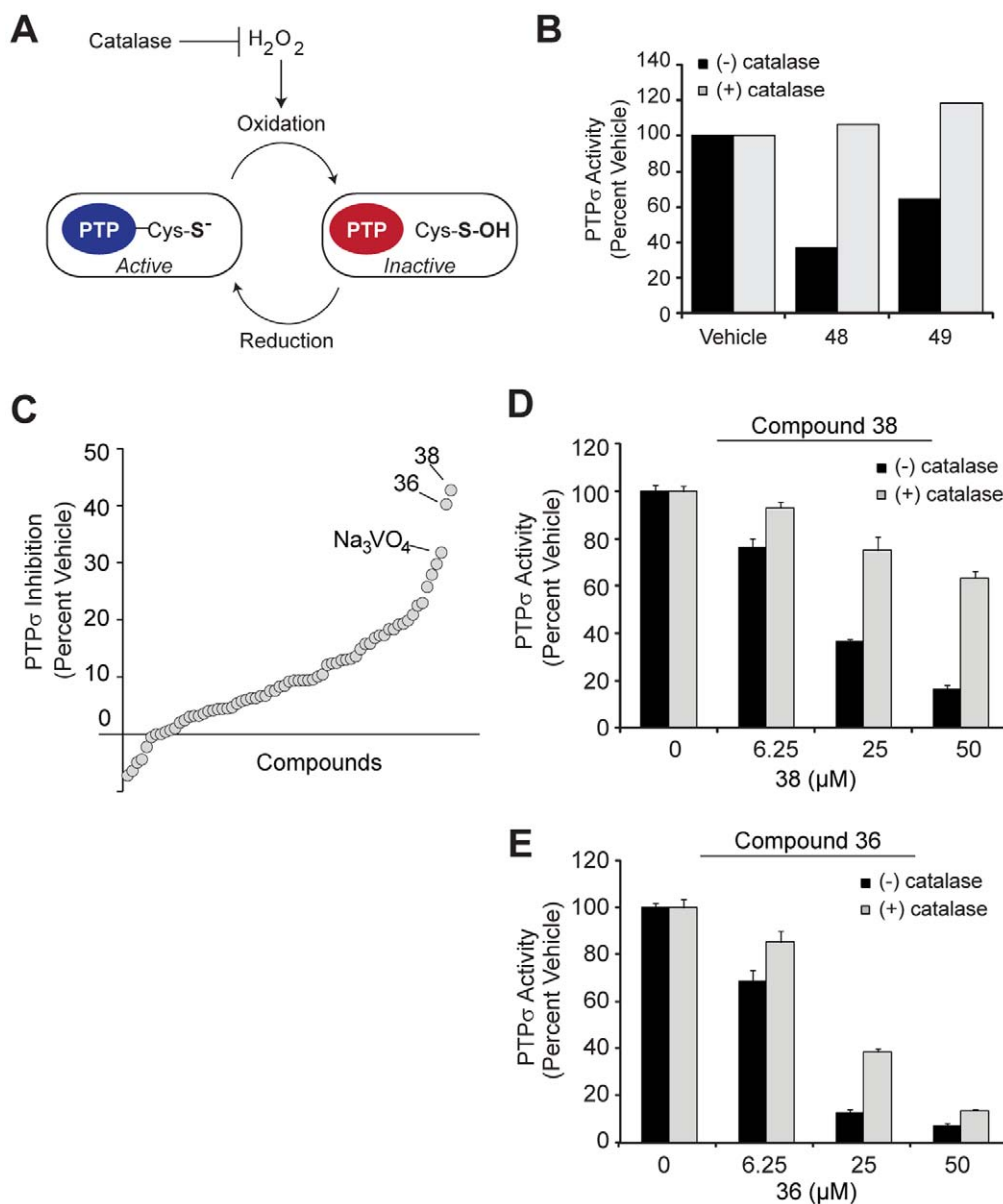 A
Catalase
H2O2
Oxidation
PTP Cys-S-
Active
PTP Cys-S-OH
Inactive
Reduction
B
(-) catalase
(+) catalase
PTPσ Activity
(Percent Vehicle)
140
120
100
80
60
40
20
0
Vehicle 48 49
C
PTPσ Inhibition
(Percent Vehicle)
50
40
30
20
10
0
38
36
Na3VO4
Compounds
D
Compound 38
(-) catalase
(+) catalase
PTPσ Activity
(Percent Vehicle)
120
100
80
60
40
20
0
0 6.25 25 50
38 (µM)
E
Compound 36
(-) catalase
(+) catalase
PTPσ Activity
(Percent Vehicle)
120
100
80
60
40
20
0
0 6.25 25 50
36 (µM)